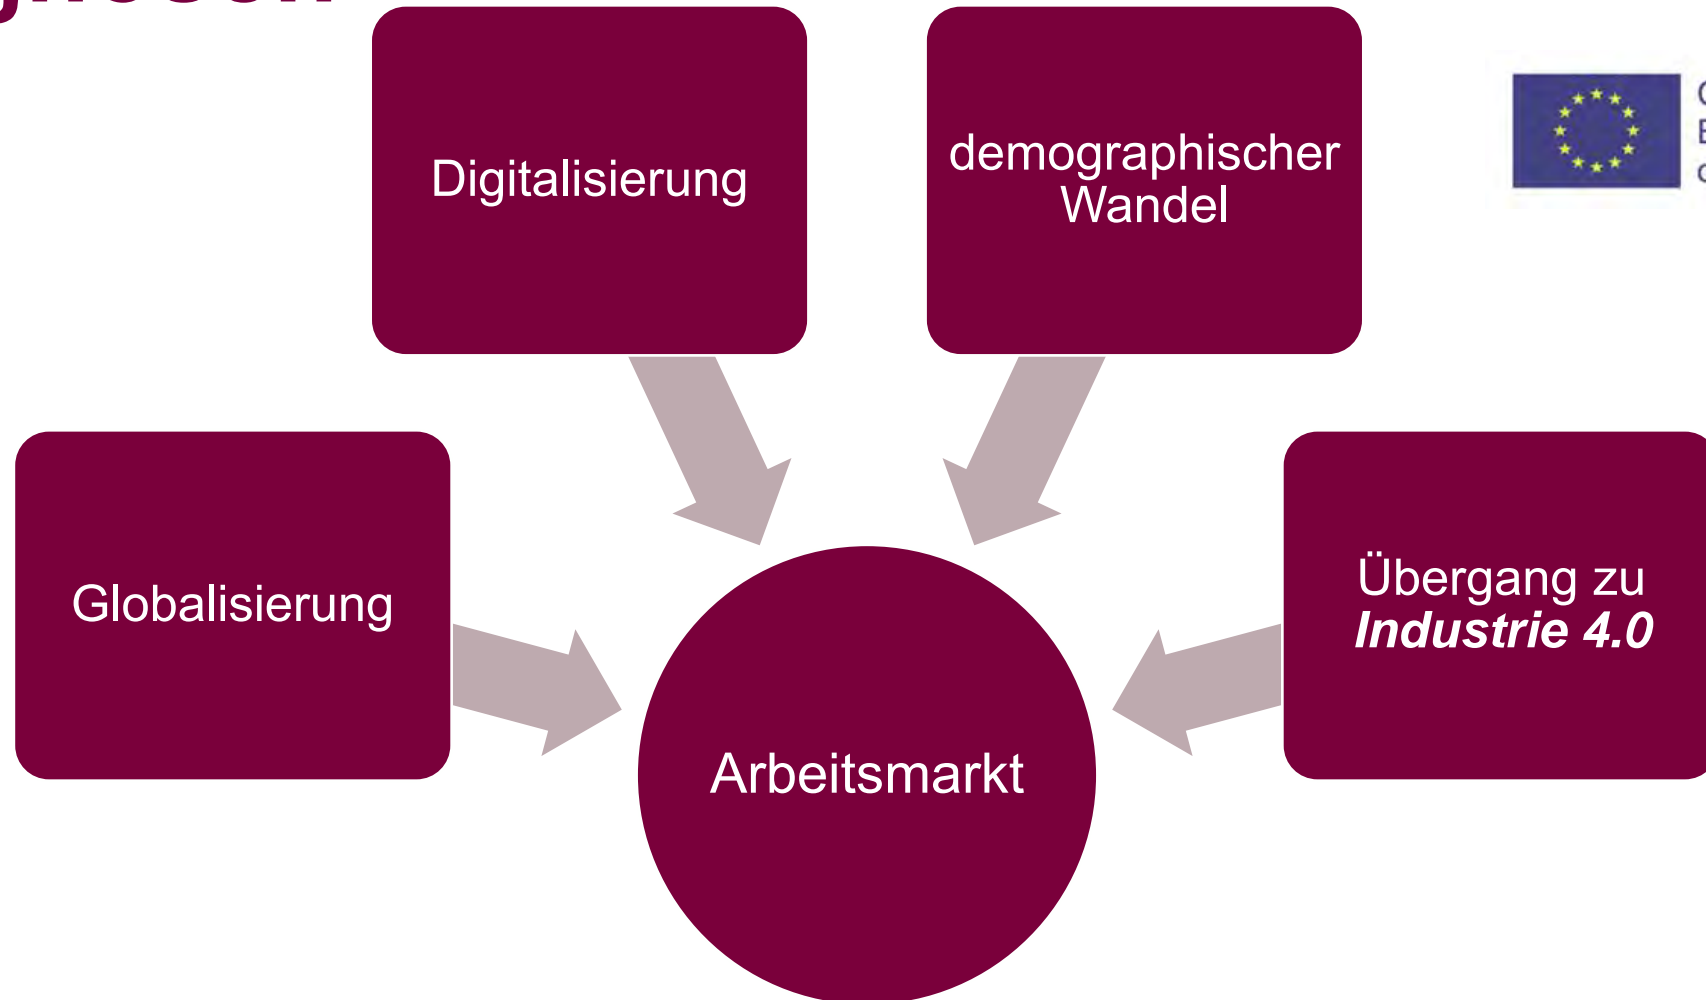 Digitalisierung
demographischer
Wandel
Globalisierung
Übergang zu
Industrie 4.0
Arbeitsmarkt